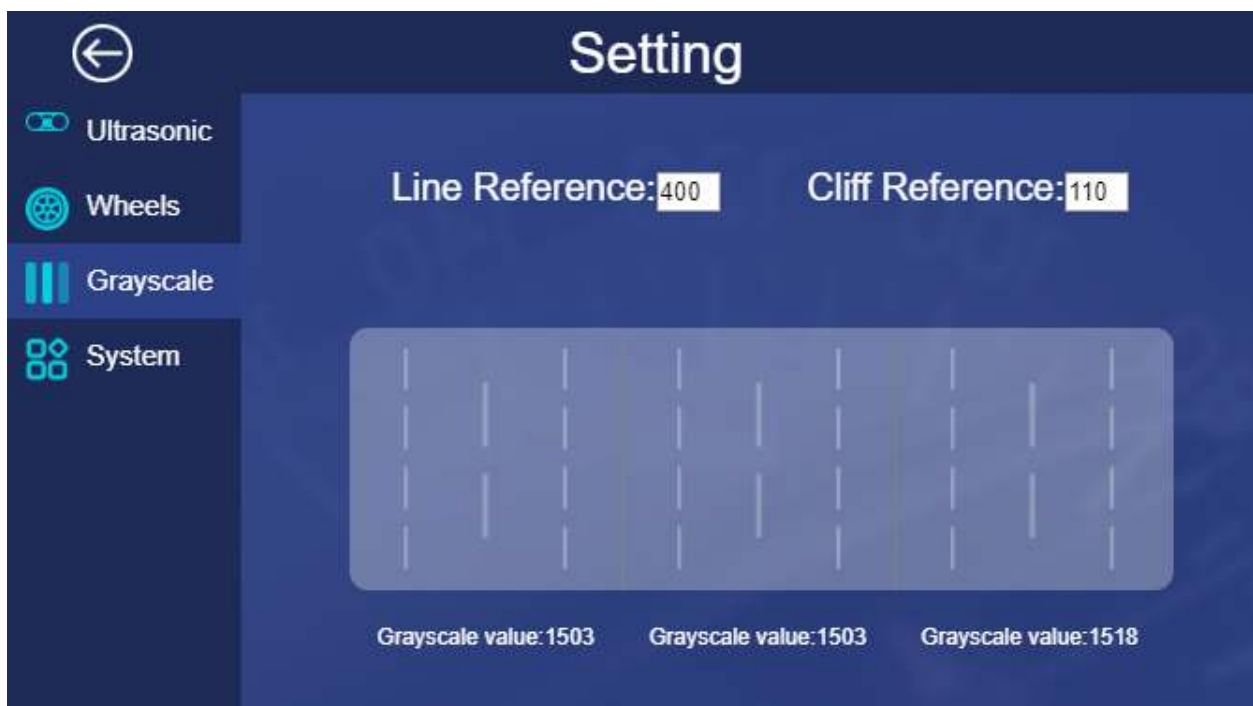 Setting
Ultrasonic
Wheels
Grayscale
System
Line Reference:400
Cliff Reference:110
Grayscale value:1503
Grayscale value:1503
Grayscale value:1518